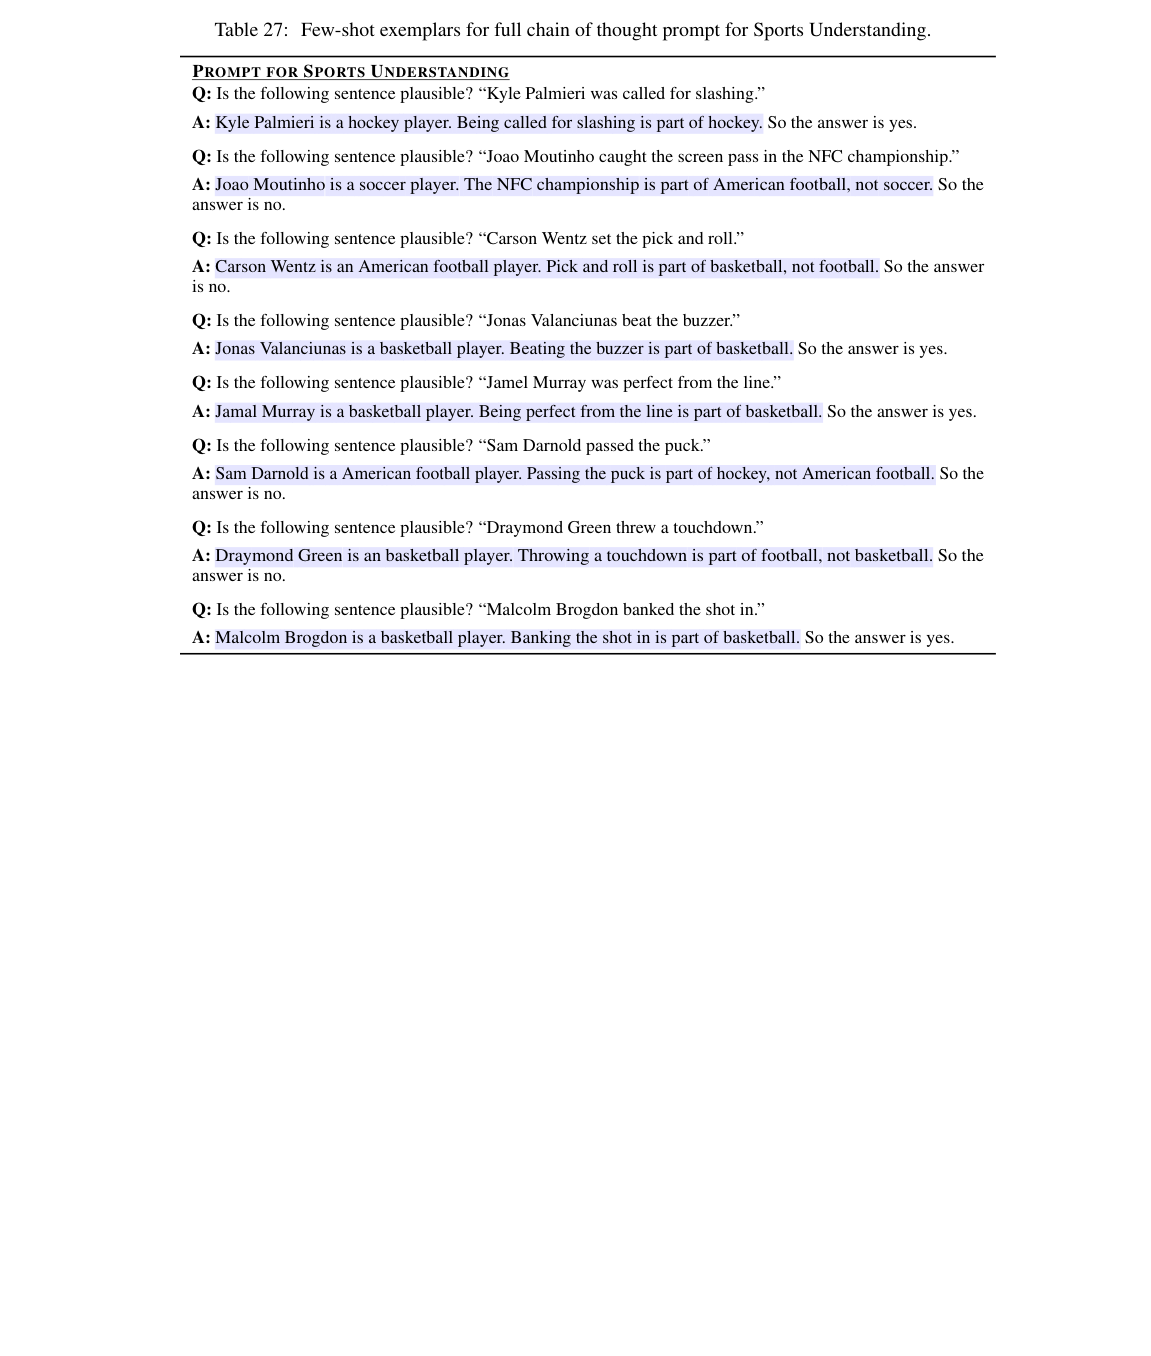 Table 27: Few-shot exemplars for full chain of thought prompt for Sports Understanding.
PROMPT FOR SPORTS UNDERSTANDING
Q: Is the following sentence plausible? “Kyle Palmieri was called for slashing.”
A: Kyle Palmieri is a hockey player. Being called for slashing is part of hockey. So the answer is yes.
Q: Is the following sentence plausible? “Joao Moutinho caught the screen pass in the NFC championship.”
A: Joao Moutinho is a soccer player. The NFC championship is part of American football, not soccer. So the
answer is no.
Q: Is the following sentence plausible? “Carson Wentz set the pick and roll.”
A: Carson Wentz is an American football player. Pick and roll is part of basketball, not football. So the answer
is no.
Q: Is the following sentence plausible? “Jonas Valanciunas beat the buzzer.”
A: Jonas Valanciunas is a basketball player. Beating the buzzer is part of basketball. So the answer is yes.
Q: Is the following sentence plausible? “Jamel Murray was perfect from the line.”
A: Jamal Murray is a basketball player. Being perfect from the line is part of basketball. So the answer is yes.
Q: Is the following sentence plausible? “Sam Darnold passed the puck.”
A: Sam Darnold is a American football player. Passing the puck is part of hockey, not American football. So the
answer is no.
Q: Is the following sentence plausible? “Draymond Green threw a touchdown.”
A: Draymond Green is an basketball player. Throwing a touchdown is part of football, not basketball. So the
answer is no.
Q: Is the following sentence plausible? “Malcolm Brogdon banked the shot in.”
A: Malcolm Brogdon is a basketball player. Banking the shot in is part of basketball. So the answer is yes.